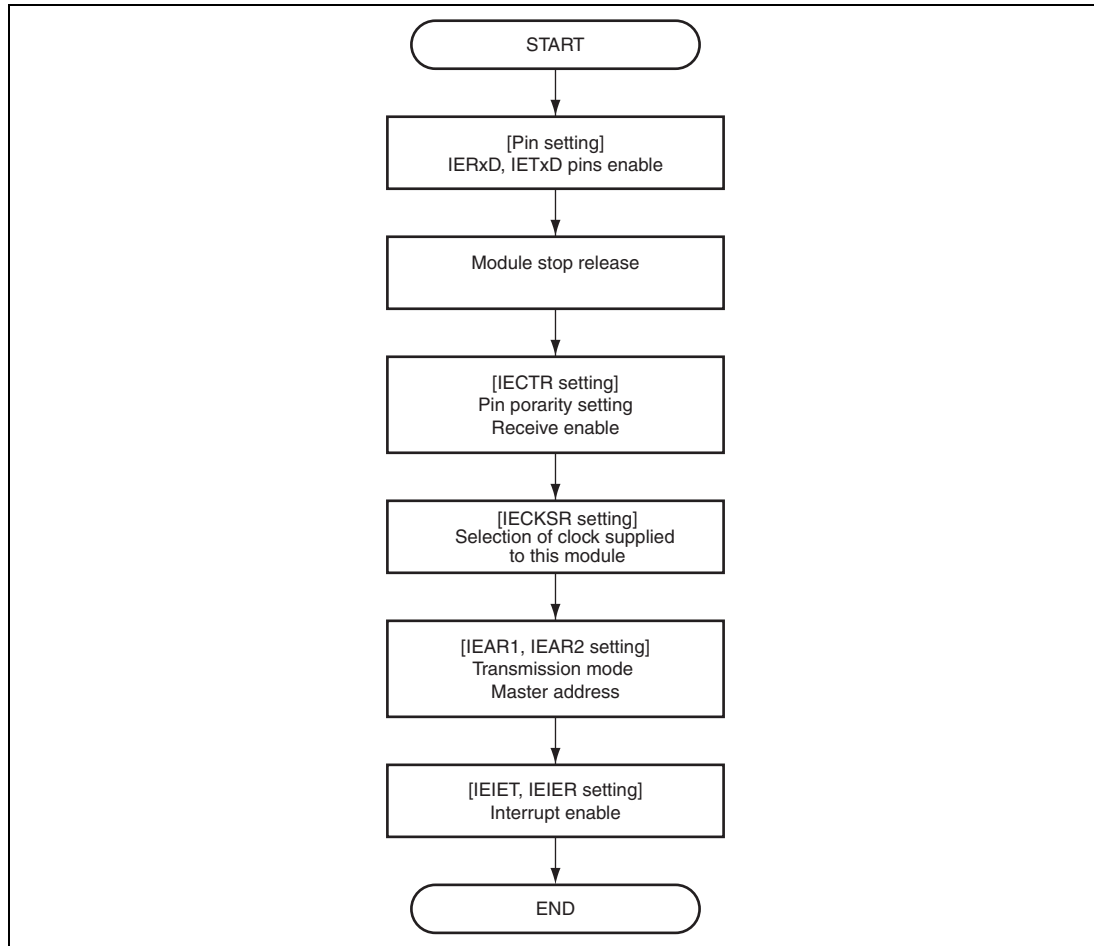 START
[Pin setting]
IERxD, IETxD pins enable
Module stop release
[IECTR setting]
Pin porarity setting
Receive enable
[IECKSR setting]
Selection of clock supplied
to this module
[IEAR1, IEAR2 setting]
Transmission mode
Master address
[IEIET, IEIER setting]
Interrupt enable
END